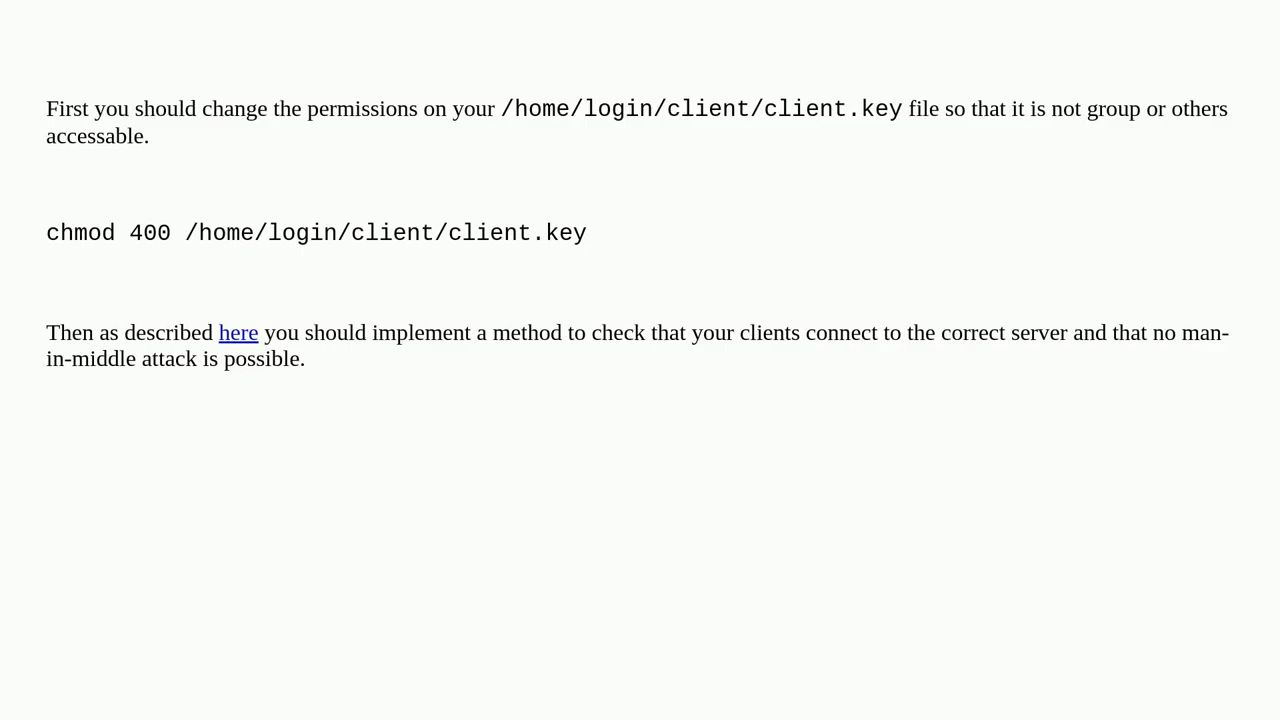 First you should change the permissions on your /home/login/client/client.key file so that it is not group or others
accessable.
chmod 400 /home/login/client/client.key
Then as described here you should implement a method to check that your clients connect to the correct server and that no man-
in-middle attack is possible.